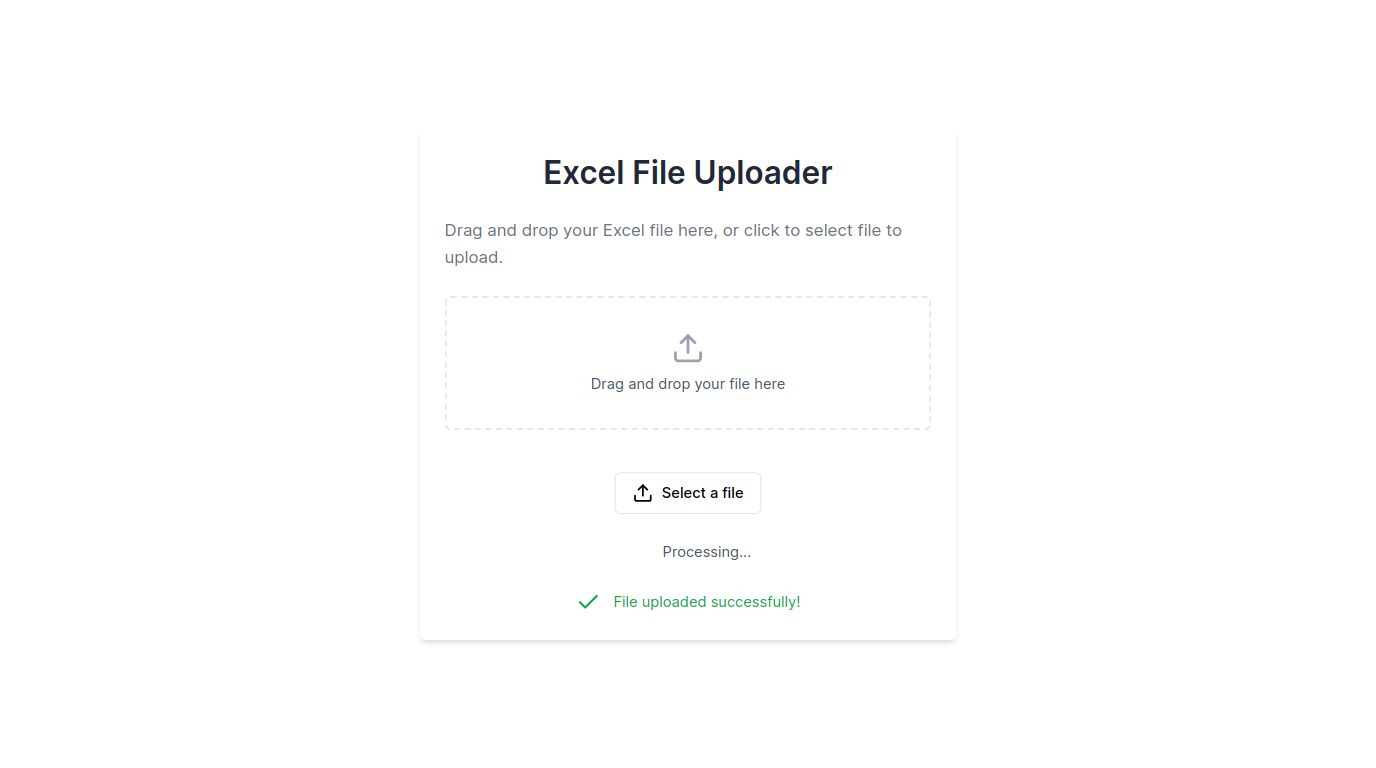 Excel File Uploader
Drag and drop your Excel file here, or click to select file to
upload.
Drag and drop your file here
Select a file
Processing...
File uploaded successfully!